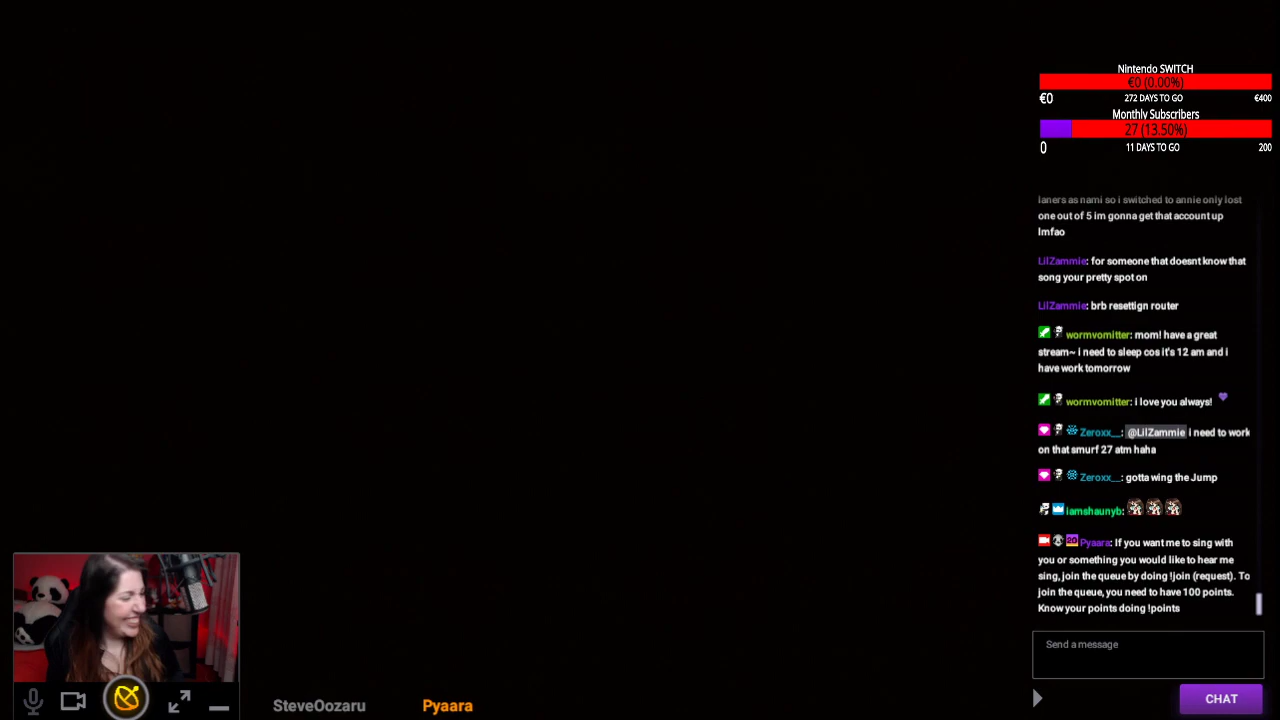 Nintendo SWITCH
€0 (0.00%)
€0 272 DAYS TO GO €400
Monthly Subscribers
27 (13.50%)
0 11 DAYS TO GO 200
laners as nami so i switched to annie only lost
one out of 5 im gonna get that account up
lmfao
LilZammie: for someone that doesnt know that
song your pretty spot on
LilZammie: brb resettign router
wormvomitter: mom! have a great
stream~ i need to sleep cos it's 12 am and i
have work tomorrow
wormvomitter: i love you always!
Zeroxx__: @LilZammie i need to work
on that smurf 27 atm haha
Zeroxx__: gotta wing the Jump
iamshaunyb:
Pyaara: If you want me to sing with
you or something you would like to hear me
sing, join the queue by doing !join (request). To
join the queue, you need to have 100 points.
Know your points doing !points
Send a message
CHAT
SteveOozaru Pyaara